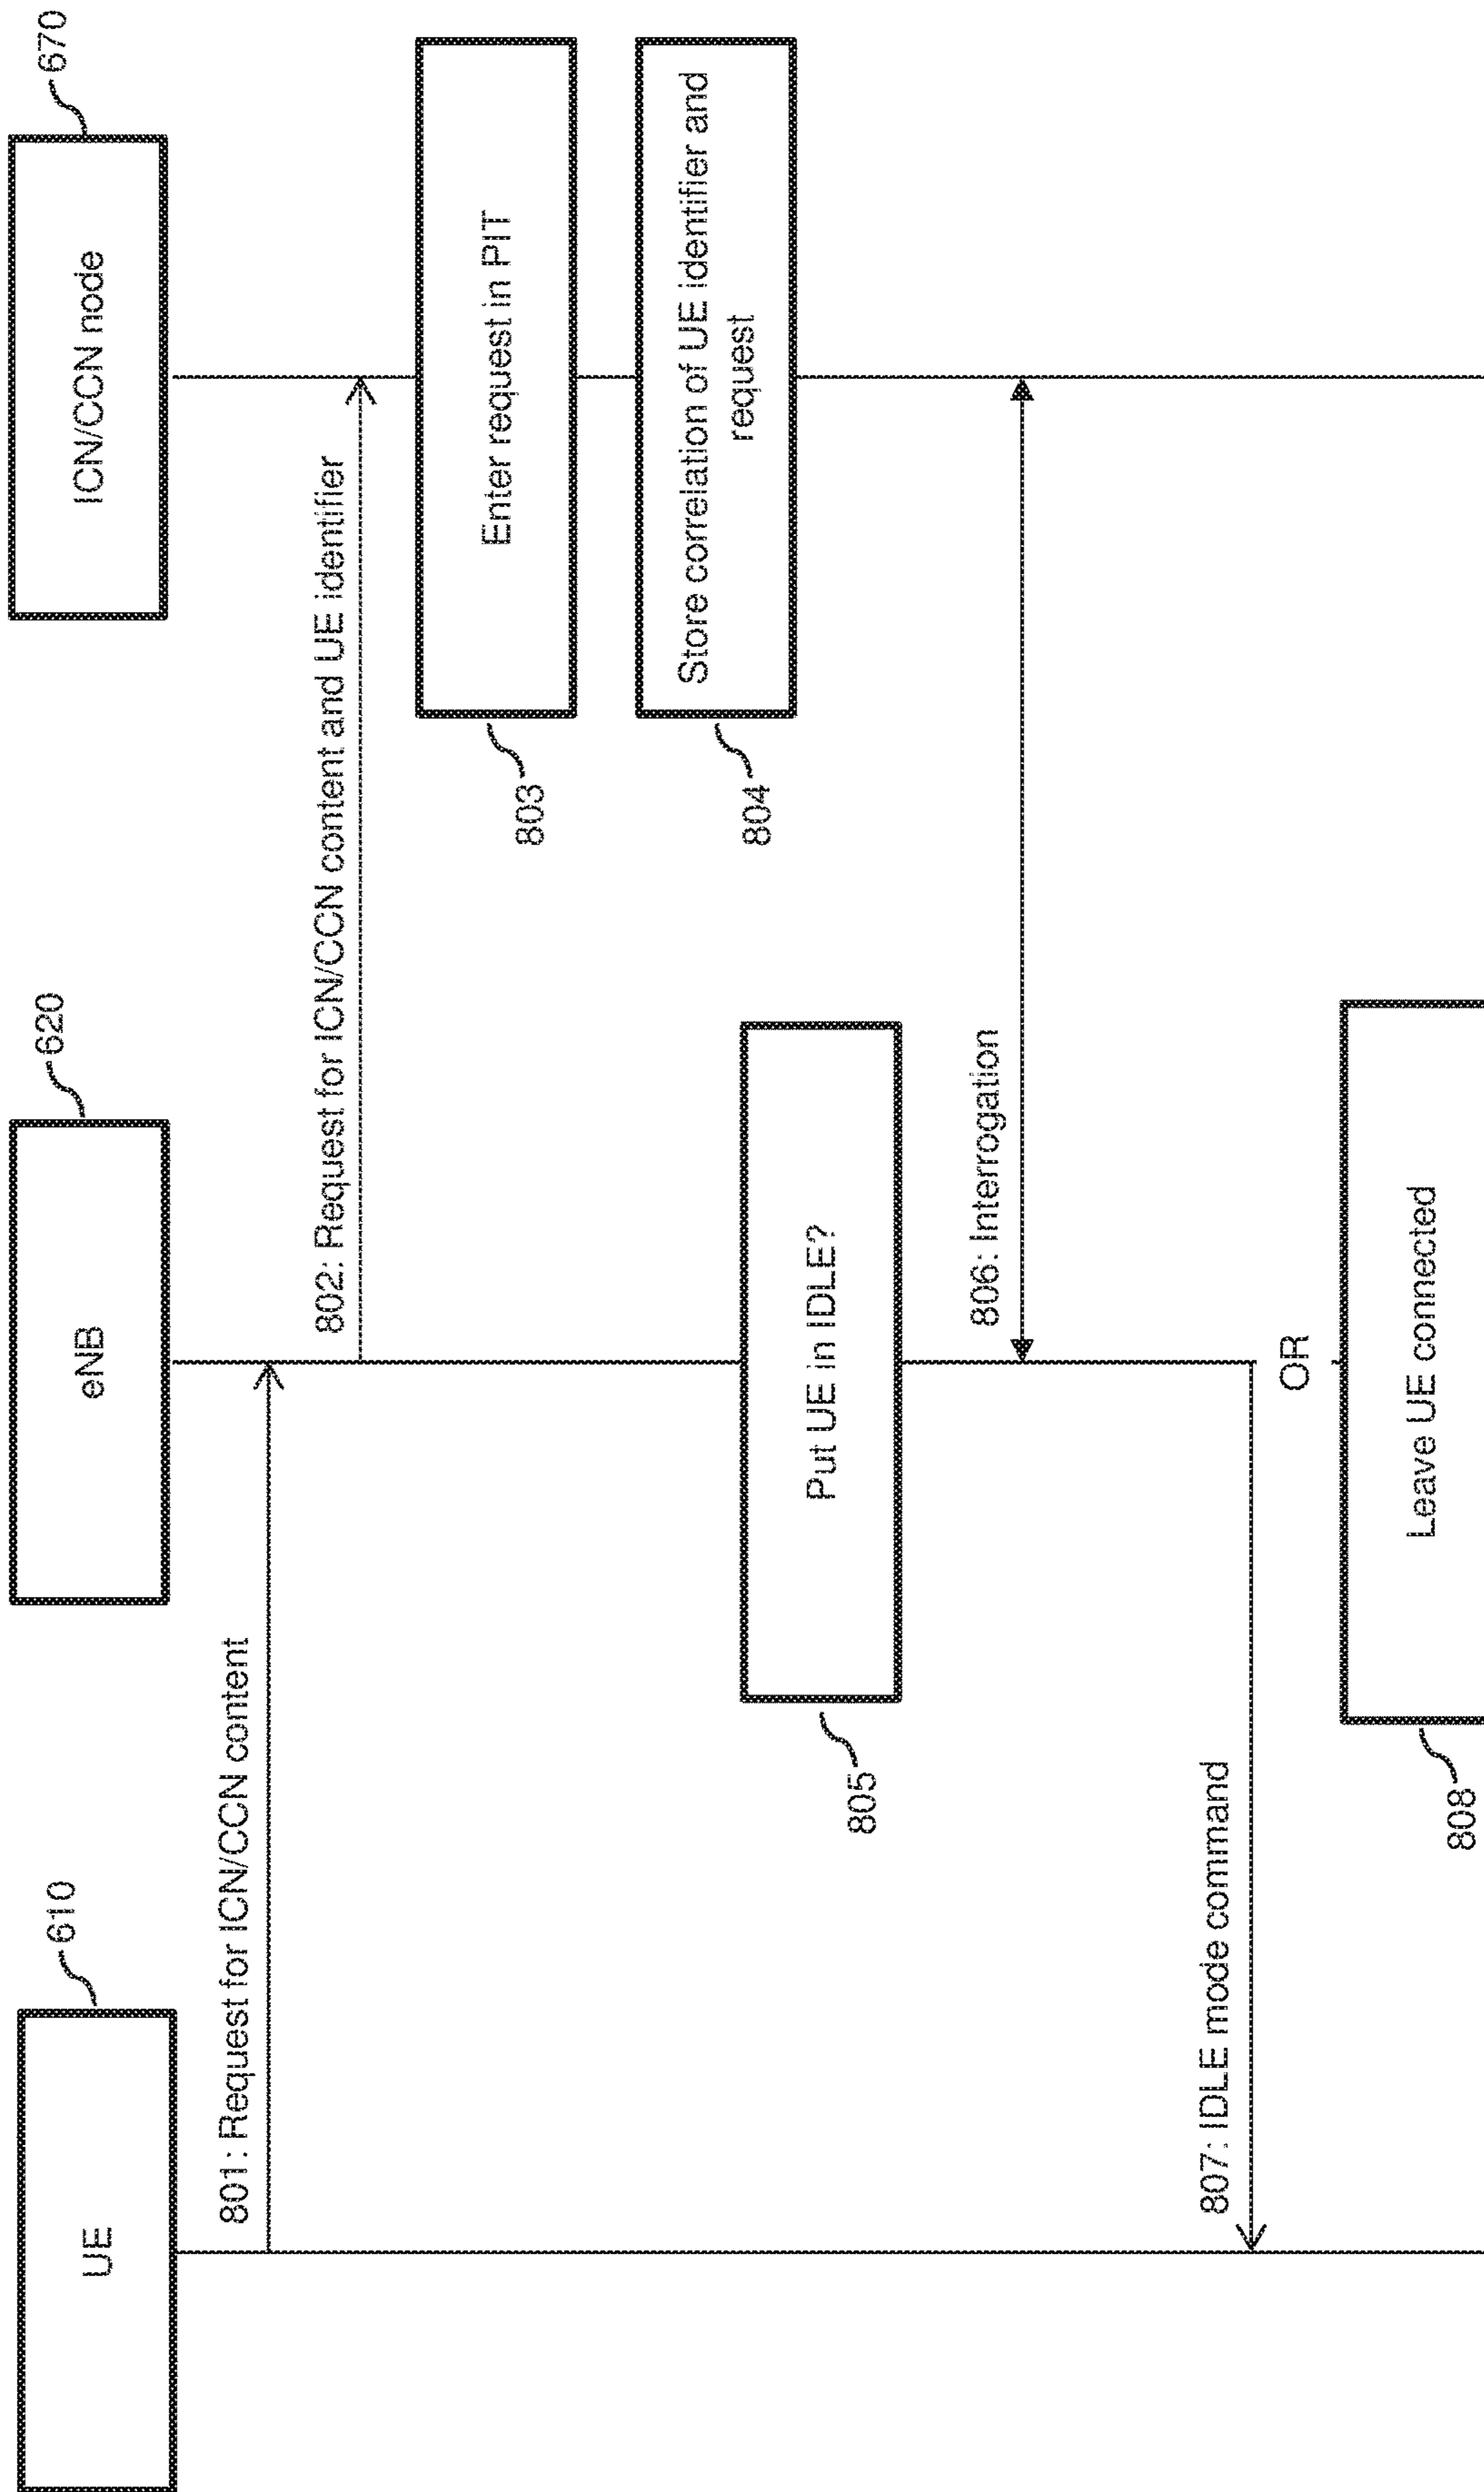 UE
610
eNB
620
ICN/CCN node
670
801: Request for ICN/CCN content
802: Request for ICN/CCN content and UE identifier
Enter request in PIT
803
Store correlation of UE identifier and
request
804
Put UE in IDLE?
805
806: Interrogation
807: IDLE mode command
OR
Leave UE connected
808